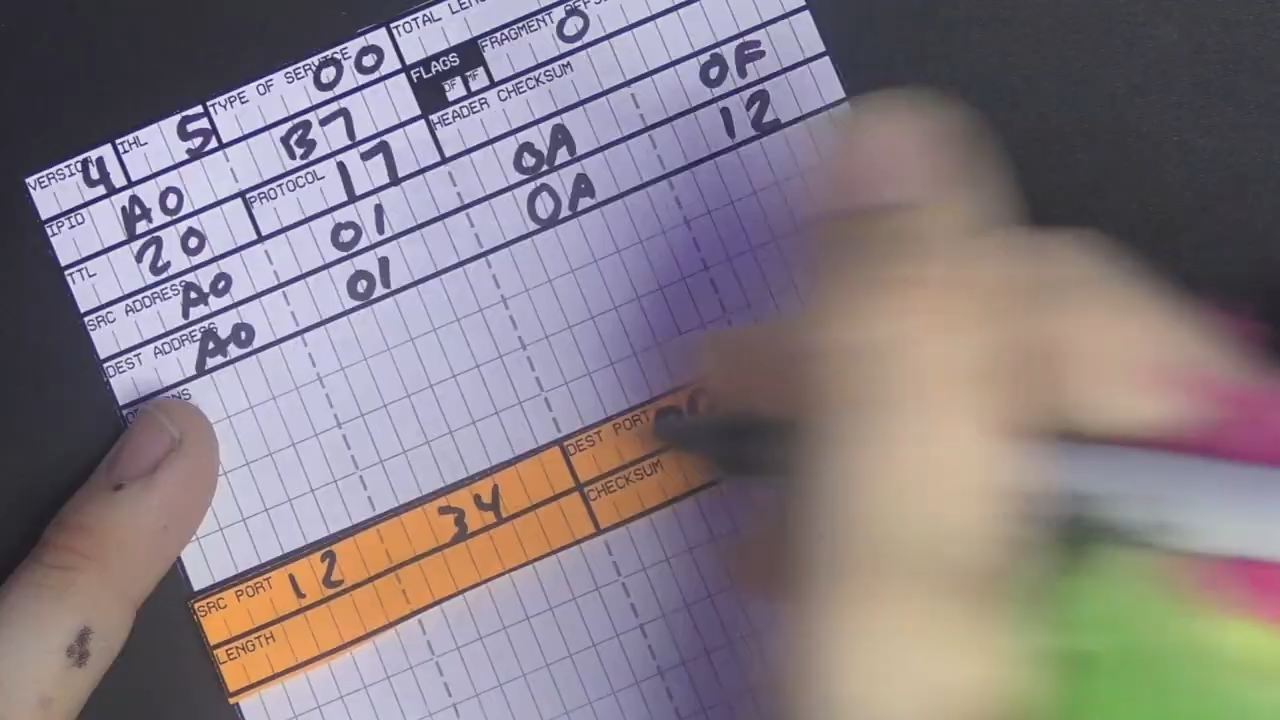 VERSION 4 IHL 5 TYPE OF SERVICE 00 TOTAL LEN
IPID A0 B7 FLAGS DF MF FRAGMENT OFFS 0
TTL 20 PROTOCOL 17 HEADER CHECKSUM
SRC ADDRESS A0 01 0A 0F
DEST ADDRESS A0 01 0A 12
SRC PORT 12 34 DEST PORT
LENGTH CHECKSUM